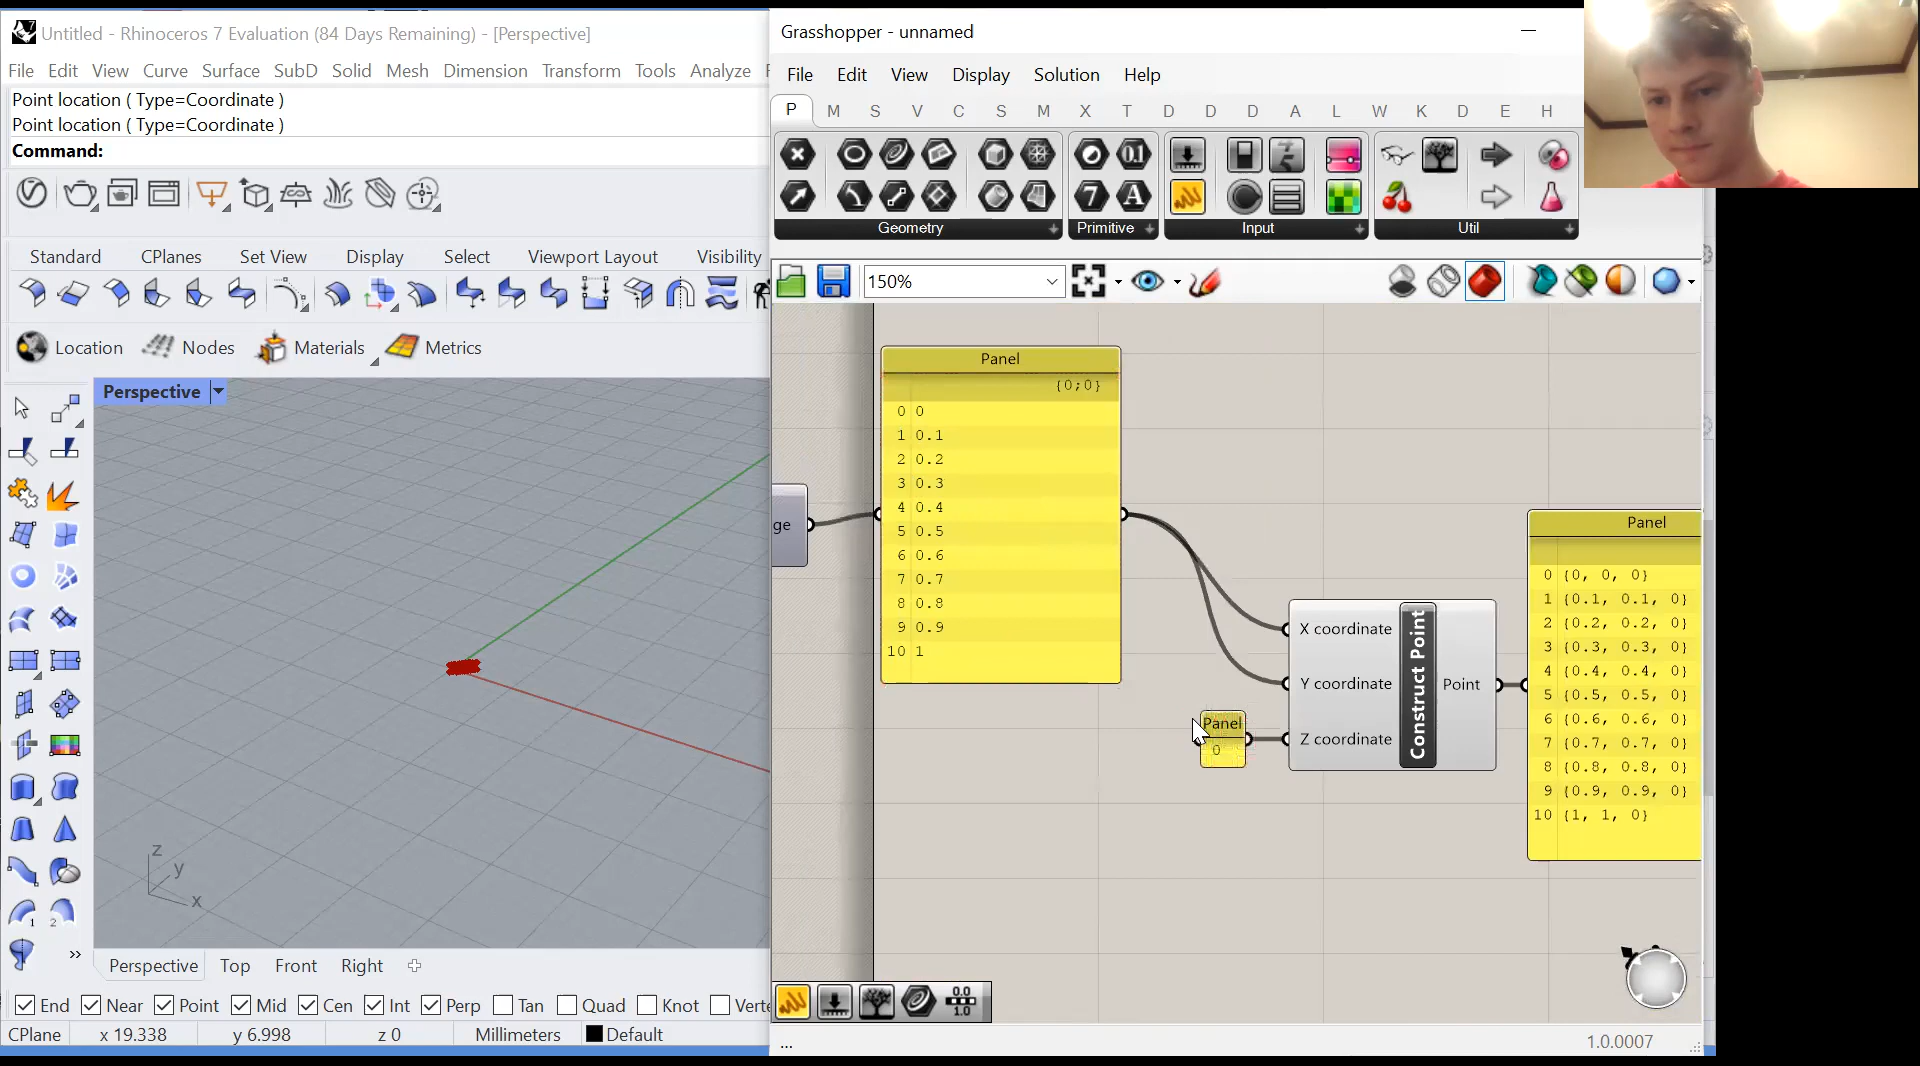 Untitled - Rhinoceros 7 Evaluation (84 Days Remaining) - [Perspective]
File Edit View Curve Surface SubD Solid Mesh Dimension Transform Tools Analyze
Point location ( Type=Coordinate )
Point location ( Type=Coordinate )
Command:
Standard CPlanes Set View Display Select Viewport Layout Visibility
Location Nodes Materials Metrics
Perspective
z
y
x
Perspective Top Front Right
End Near Point Mid Cen Int Perp Tan Quad Knot Verte
CPlane x 19.338 y 6.998 z 0 Millimeters Default
Grasshopper - unnamed
File Edit View Display Solution Help
P M S V C S M X T D D D A L W K D E H
Geometry Primitive Input Util
150%
ge
Panel
{0;0}
0 0
1 0.1
2 0.2
3 0.3
4 0.4
5 0.5
6 0.6
7 0.7
8 0.8
9 0.9
10 1
Panel
0
X coordinate
Y coordinate
Z coordinate
Construct Point
Point
Panel
0 {0, 0, 0}
1 {0.1, 0.1, 0}
2 {0.2, 0.2, 0}
3 {0.3, 0.3, 0}
4 {0.4, 0.4, 0}
5 {0.5, 0.5, 0}
6 {0.6, 0.6, 0}
7 {0.7, 0.7, 0}
8 {0.8, 0.8, 0}
9 {0.9, 0.9, 0}
10 {1, 1, 0}
0.0
1.0
...
1.0.0007